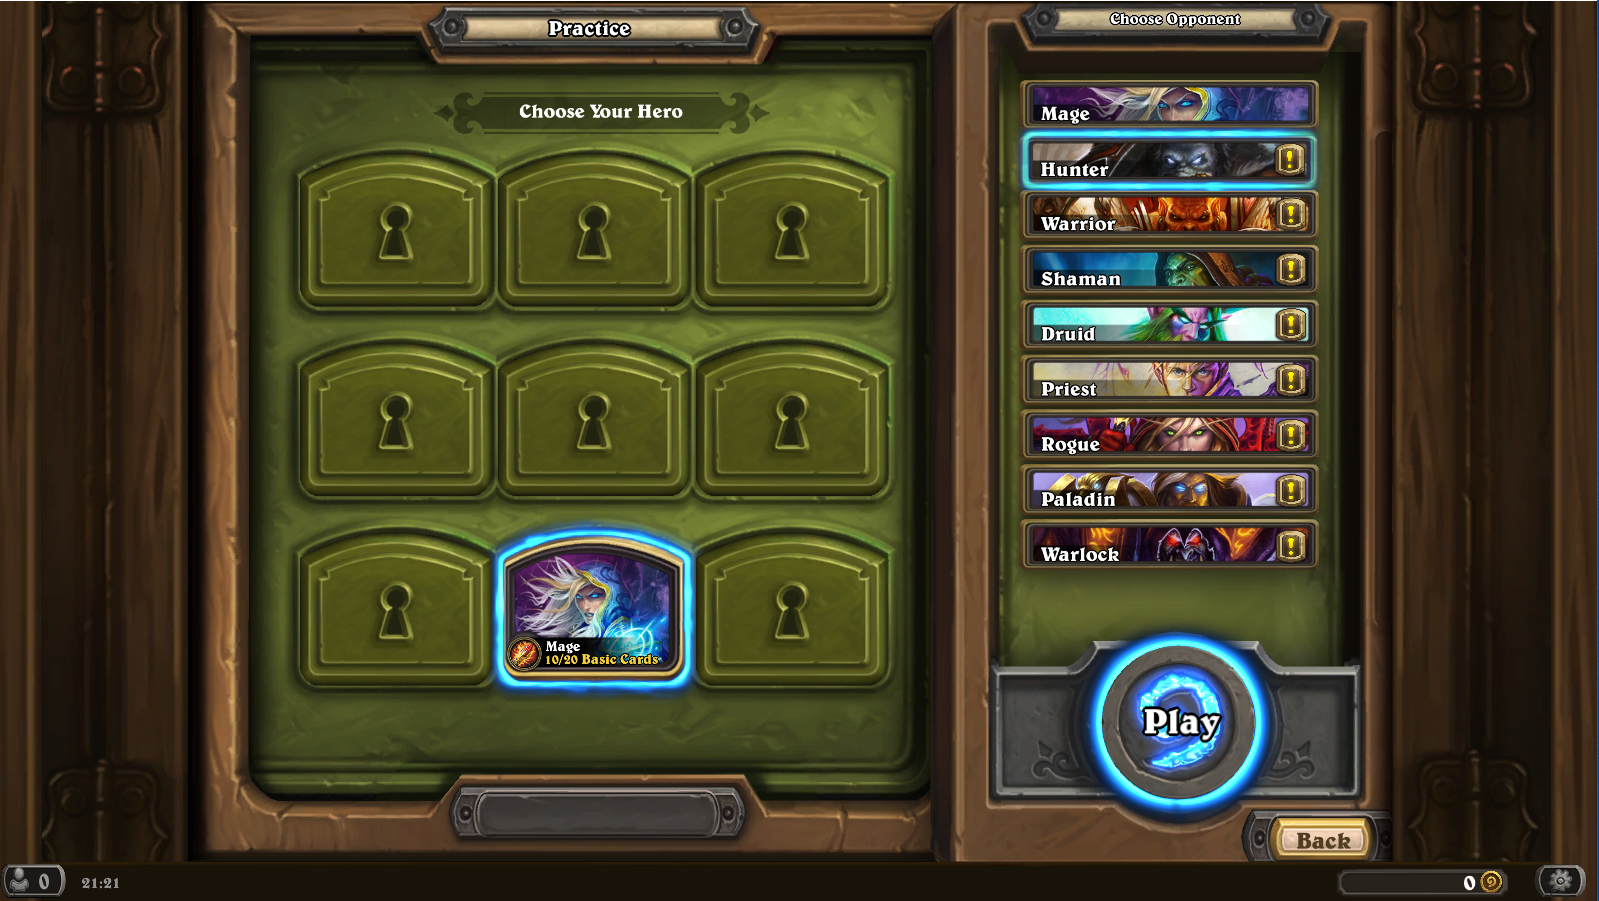 Practice
Choose Your Hero
Mage
10/20 Basic Cards
Choose Opponent
Mage
Hunter
!
Warrior
!
Shaman
!
Druid
!
Priest
!
Rogue
!
Paladin
!
Warlock
!
Play
Back
0
21:21
0